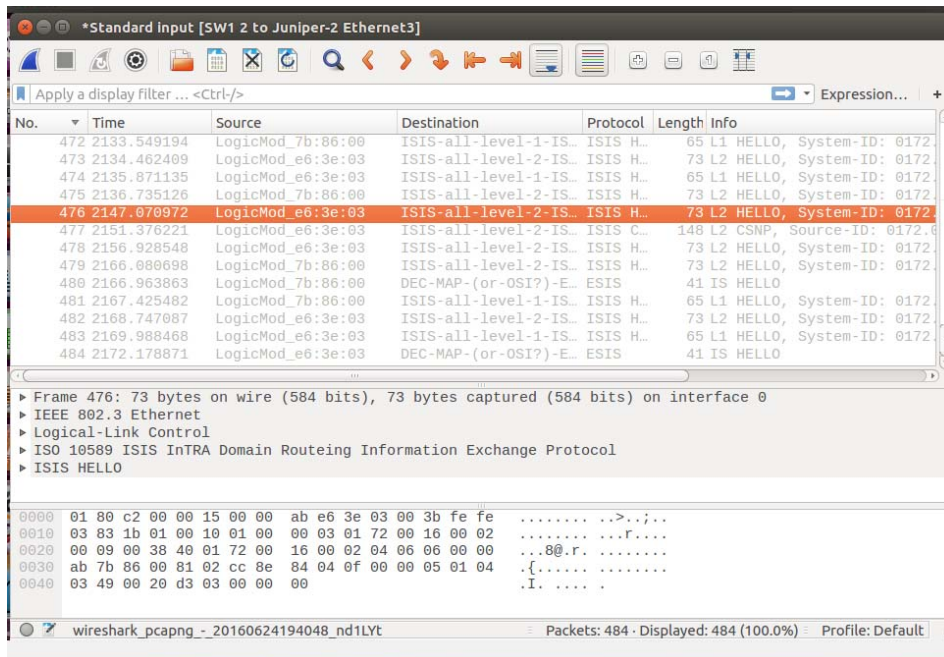 *Standard input [SW1 2 to Juniper-2 Ethernet3]
Apply a display filter … <Ctrl-/> Expression… +
No. Time Source Destination Protocol Length Info
472 2133.549194 LogicMod_7b:86:00 ISIS-all-level-1-IS… ISIS H… 65 L1 HELLO, System-ID: 0172.
473 2134.462409 LogicMod_e6:3e:03 ISIS-all-level-2-IS… ISIS H… 73 L2 HELLO, System-ID: 0172.
474 2135.871135 LogicMod_e6:3e:03 ISIS-all-level-1-IS… ISIS H… 65 L1 HELLO, System-ID: 0172.
475 2136.735126 LogicMod_7b:86:00 ISIS-all-level-2-IS… ISIS H… 73 L2 HELLO, System-ID: 0172.
476 2147.070972 LogicMod_e6:3e:03 ISIS-all-level-2-IS… ISIS H… 73 L2 HELLO, System-ID: 0172.
477 2151.376221 LogicMod_e6:3e:03 ISIS-all-level-2-IS… ISIS C… 148 L2 CSNP, Source-ID: 0172.0
478 2156.928548 LogicMod_e6:3e:03 ISIS-all-level-2-IS… ISIS H… 73 L2 HELLO, System-ID: 0172.
479 2166.080698 LogicMod_7b:86:00 ISIS-all-level-2-IS… ISIS H… 73 L2 HELLO, System-ID: 0172.
480 2166.963863 LogicMod_7b:86:00 DEC-MAP-(or-OSI?)-E… ESIS 41 IS HELLO
481 2167.425482 LogicMod_7b:86:00 ISIS-all-level-1-IS… ISIS H… 65 L1 HELLO, System-ID: 0172.
482 2168.747087 LogicMod_e6:3e:03 ISIS-all-level-2-IS… ISIS H… 73 L2 HELLO, System-ID: 0172.
483 2169.988468 LogicMod_e6:3e:03 ISIS-all-level-1-IS… ISIS H… 65 L1 HELLO, System-ID: 0172.
484 2172.178871 LogicMod_e6:3e:03 DEC-MAP-(or-OSI?)-E… ESIS 41 IS HELLO
Frame 476: 73 bytes on wire (584 bits), 73 bytes captured (584 bits) on interface 0
IEEE 802.3 Ethernet
Logical-Link Control
ISO 10589 ISIS InTRA Domain Routeing Information Exchange Protocol
ISIS HELLO
0000 01 80 c2 00 00 15 00 00 ab e6 3e 03 00 3b fe fe ........ ..>..;..
0010 03 83 1b 01 00 10 01 00 00 03 01 72 00 16 00 02 ........ ...r....
0020 00 09 00 38 40 01 72 00 16 00 02 04 06 06 00 00 ...8@.r. ........
0030 ab 7b 86 00 81 02 cc 8e 84 04 0f 00 00 05 01 04 .{...... ........
0040 03 49 00 20 d3 03 00 00 00 .I. .... .
wireshark_pcapng_-_20160624194048_nd1LYt Packets: 484 · Displayed: 484 (100.0%) Profile: Default